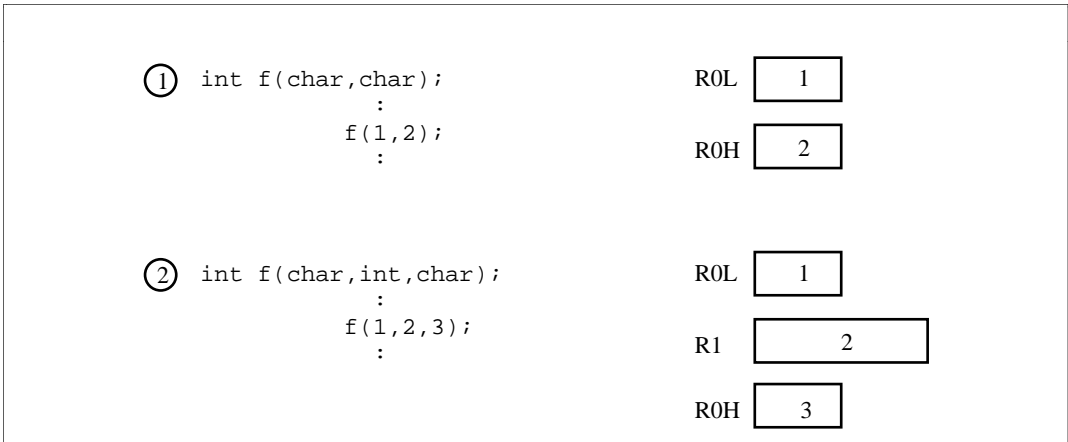 1 int f(char,char);
:
f(1,2);
:
R0L 1
R0H 2
2 int f(char,int,char);
:
f(1,2,3);
:
R0L 1
R1 2
R0H 3